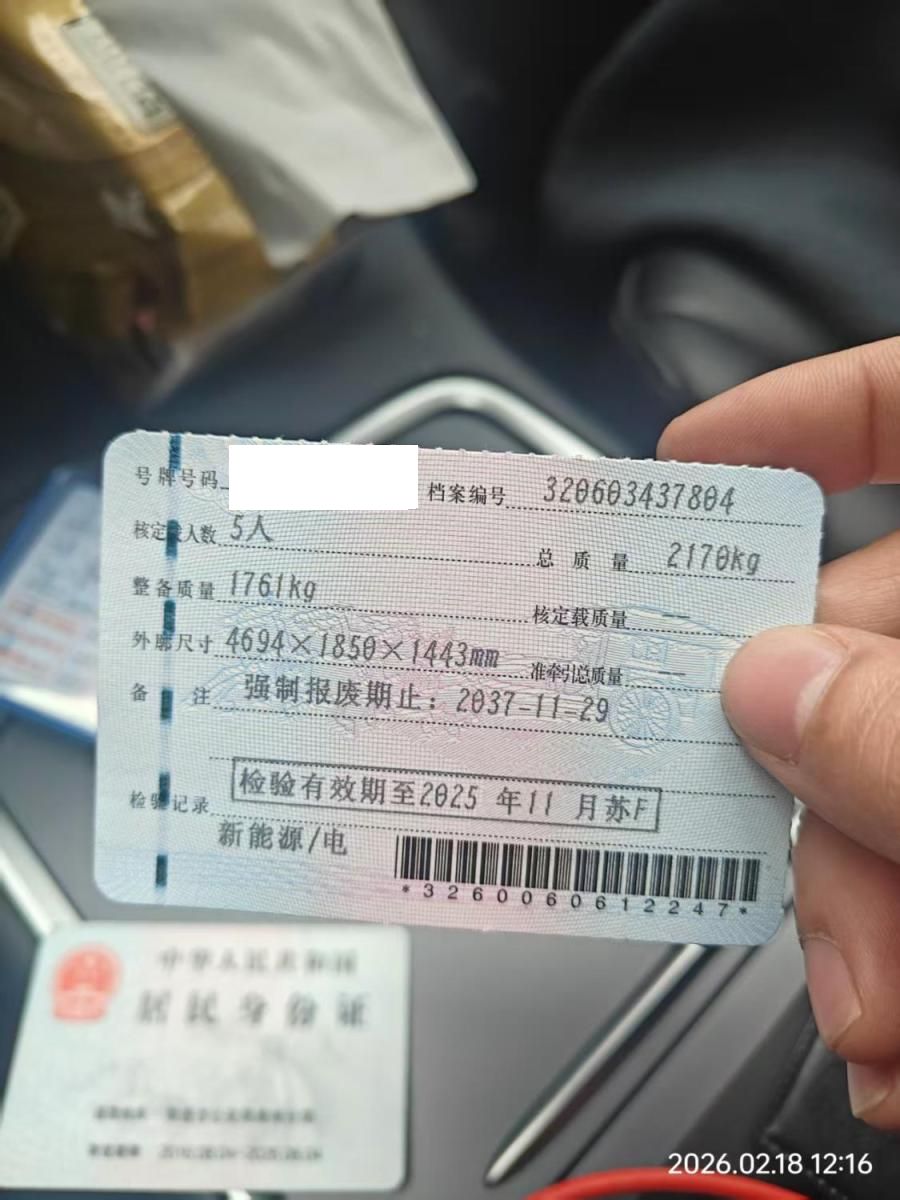 号牌号码 档案编号 320603437804
核定载人数 5人
总质量 2170kg
整备质量 1761kg
核定载质量 --
外廓尺寸 4694×1850×1443mm
准牵引总质量 --
备注 强制报废期止：2037-11-29
检验记录 检验有效期至2025年11月苏F
新能源/电
*3260060612247*
中华人民共和国
居民身份证
2026.02.18 12:16